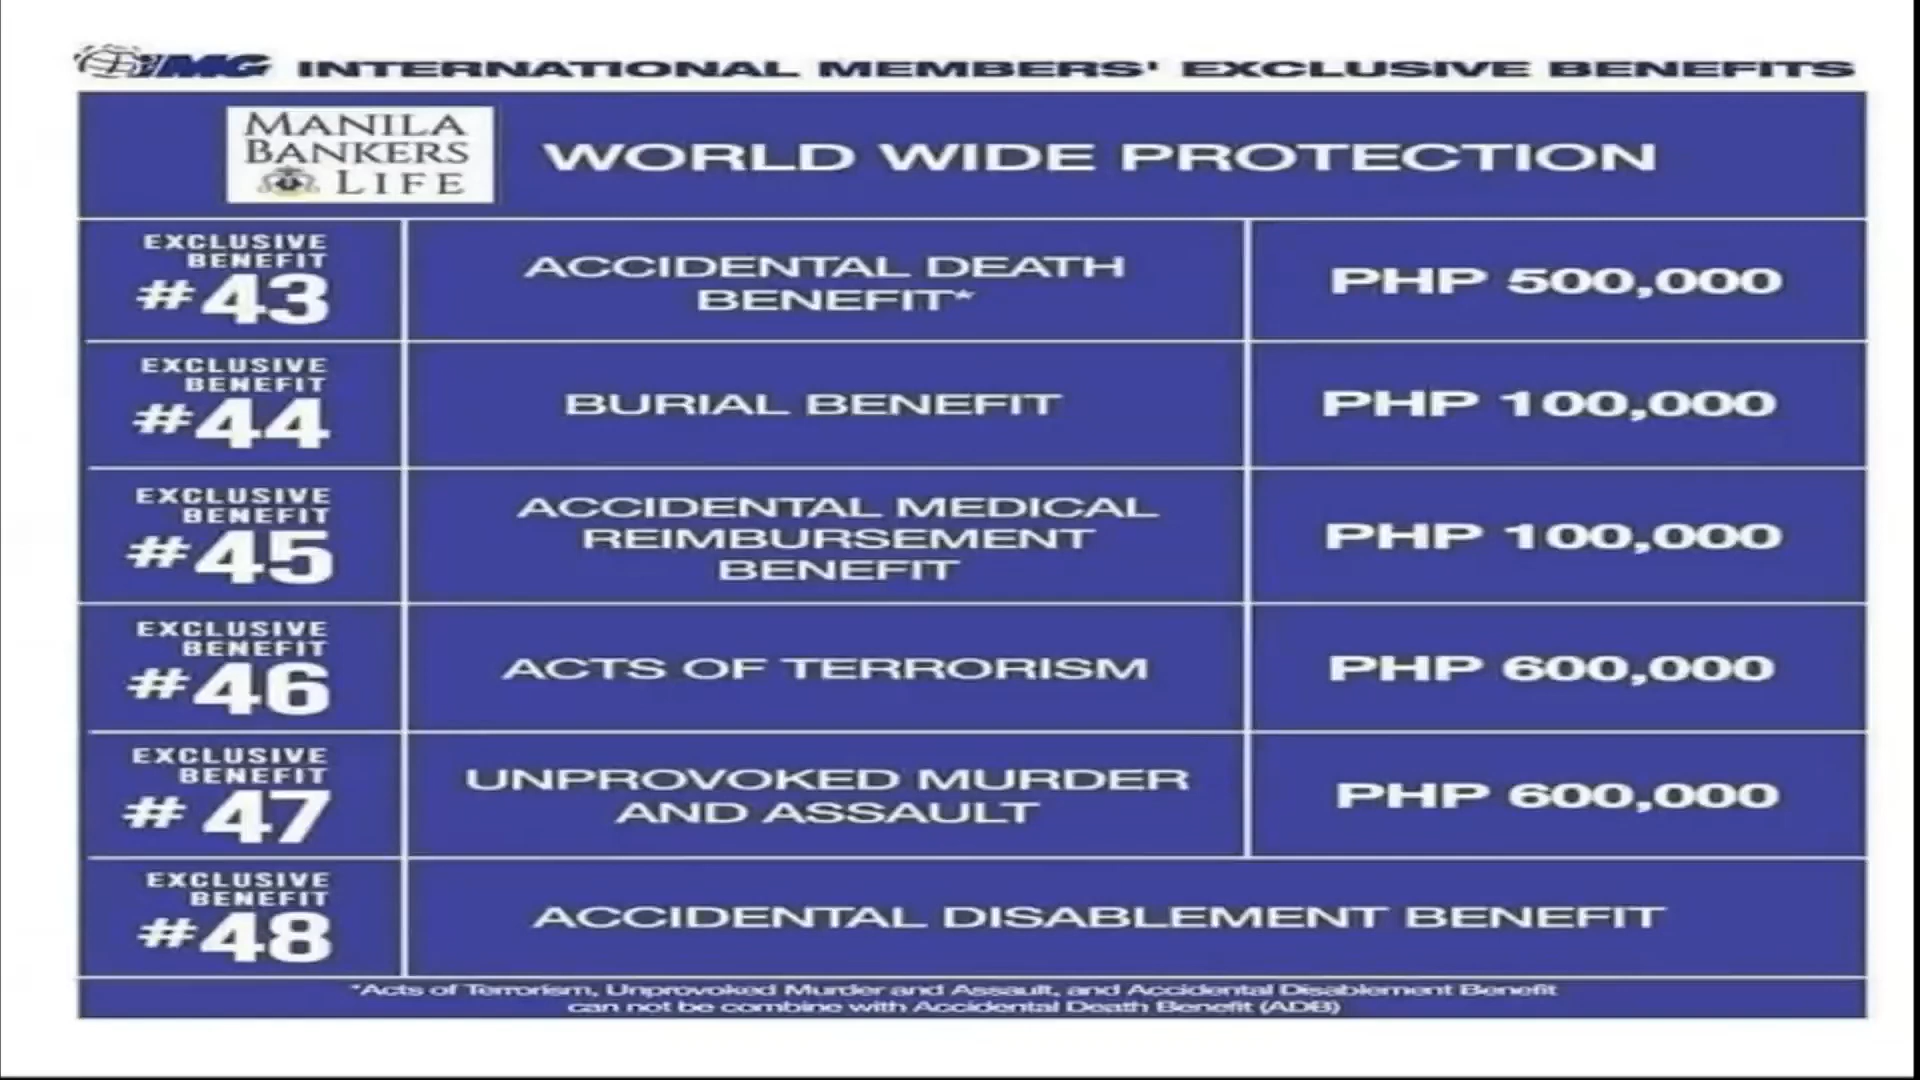 IMG INTERNATIONAL MEMBERS' EXCLUSIVE BENEFITS
MANILA
BANKERS
LIFE
WORLD WIDE PROTECTION
EXCLUSIVE
BENEFIT
#43
ACCIDENTAL DEATH
BENEFIT*
PHP 500,000
EXCLUSIVE
BENEFIT
#44
BURIAL BENEFIT
PHP 100,000
EXCLUSIVE
BENEFIT
#45
ACCIDENTAL MEDICAL
REIMBURSEMENT
BENEFIT
PHP 100,000
EXCLUSIVE
BENEFIT
#46
ACTS OF TERRORISM
PHP 600,000
EXCLUSIVE
BENEFIT
# 47
UNPROVOKED MURDER
AND ASSAULT
PHP 600,000
EXCLUSIVE
BENEFIT
#48
ACCIDENTAL DISABLEMENT BENEFIT
*Acts of Terrorism, Unprovoked Murder and Assault, and Accidental Disablement Benefit
can not be combine with Accidental Death Benefit (ADB)